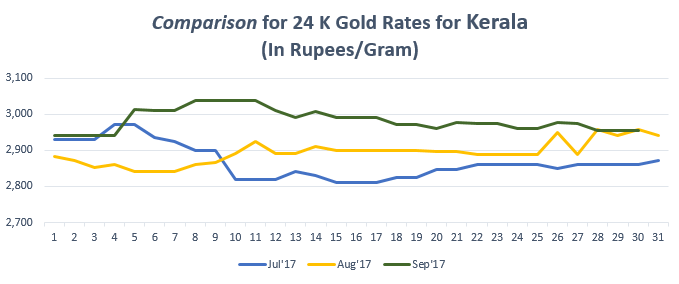 Comparison for 24 K Gold Rates for Kerala
(In Rupees/Gram)
3,100
3,000
2,900
2,800
2,700
1 2 3 4 5 6 7 8 9 10 11 12 13 14 15 16 17 18 19 20 21 22 23 24 25 26 27 28 29 30 31
Jul'17 Aug'17 Sep'17